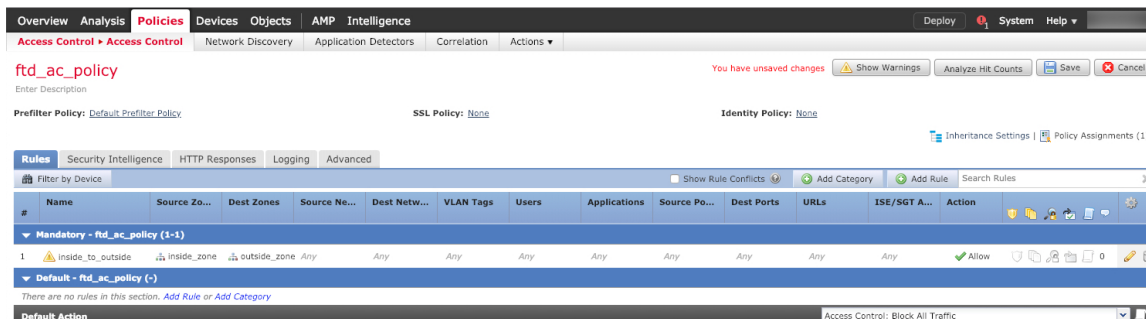 Overview Analysis Policies Devices Objects AMP Intelligence Deploy 1 System Help
Access Control Access Control Network Discovery Application Detectors Correlation Actions
ftd_ac_policy You have unsaved changes Show Warnings Analyze Hit Counts Save Cancel
Enter Description
Prefilter Policy: Default Prefilter Policy SSL Policy: None Identity Policy: None
Inheritance Settings | Policy Assignments (1
Rules Security Intelligence HTTP Responses Logging Advanced
Filter by Device Show Rule Conflicts Add Category Add Rule Search Rules
# Name Source Zo... Dest Zones Source Ne... Dest Netw... VLAN Tags Users Applications Source Po... Dest Ports URLs ISE/SGT A... Action
Mandatory - ftd_ac_policy (1-1)
1 inside_to_outside inside_zone outside_zone Any Any Any Any Any Any Any Any Any Allow 0
Default - ftd_ac_policy (-)
There are no rules in this section. Add Rule or Add Category
Default Action Access Control: Block All Traffic